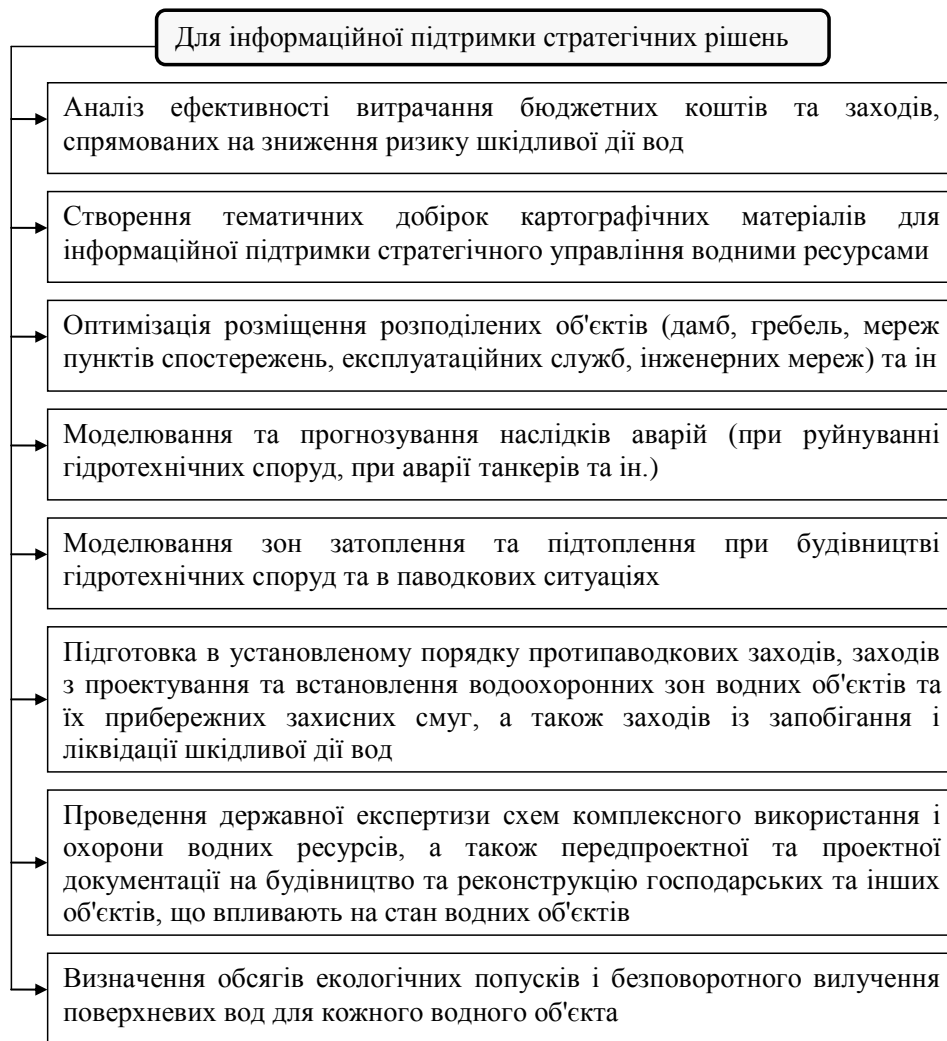 Для інформаційної підтримки стратегічних рішень
Аналіз ефективності витрачання бюджетних коштів та заходів,
спрямованих на зниження ризику шкідливої дії вод
Створення тематичних добірок картографічних матеріалів для
інформаційної підтримки стратегічного управління водними ресурсами
Оптимізація розміщення розподілених об'єктів (дамб, гребель, мереж
пунктів спостережень, експлуатаційних служб, інженерних мереж) та ін
Моделювання та прогнозування наслідків аварій (при руйнуванні
гідротехнічних споруд, при аварії танкерів та ін.)
Моделювання зон затоплення та підтоплення при будівництві
гідротехнічних споруд та в паводкових ситуаціях
Підготовка в установленому порядку протипаводкових заходів, заходів
з проектування та встановлення водоохоронних зон водних об'єктів та
їх прибережних захисних смуг, а також заходів із запобігання і
ліквідації шкідливої дії вод
Проведення державної експертизи схем комплексного використання і
охорони водних ресурсів, а також передпроектної та проектної
документації на будівництво та реконструкцію господарських та інших
об'єктів, що впливають на стан водних об'єктів
Визначення обсягів екологічних попусків і безповоротного вилучення
поверхневих вод для кожного водного об'єкта